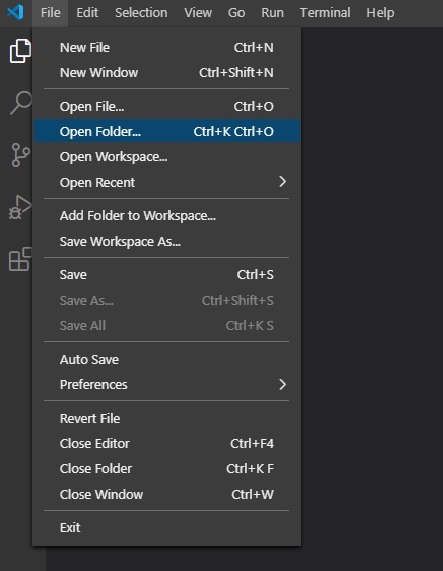 File Edit Selection View Go Run Terminal Help
New File Ctrl+N
New Window Ctrl+Shift+N
Open File... Ctrl+O
Open Folder... Ctrl+K Ctrl+O
Open Workspace...
Open Recent
Add Folder to Workspace...
Save Workspace As...
Save Ctrl+S
Save As... Ctrl+Shift+S
Save All Ctrl+K S
Auto Save
Preferences
Revert File
Close Editor Ctrl+F4
Close Folder Ctrl+K F
Close Window Ctrl+W
Exit